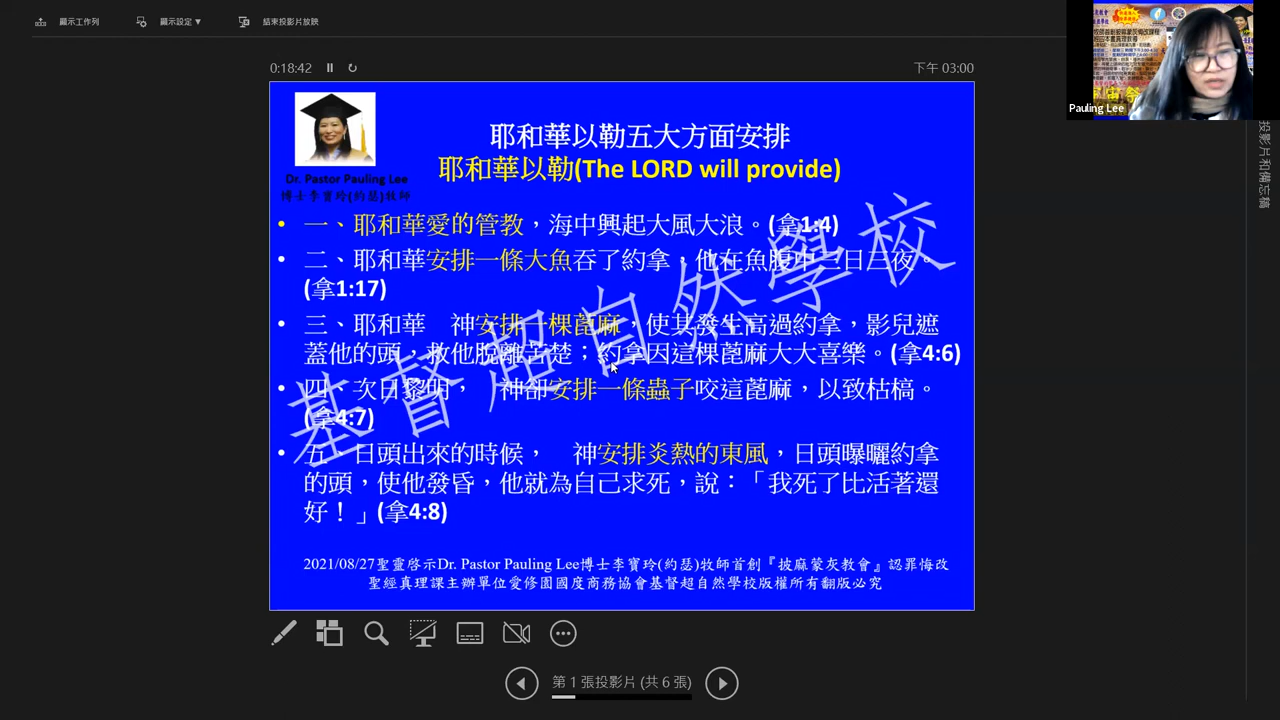 顯示工作列 顯示設定 ▼ 結束投影片放映
0:18:42 下午 03:00
Pauling Lee
投影片和備忘稿
Dr. Pastor Pauling Lee
博士李寶玲(約瑟)牧師
耶和華以勒五大方面安排
耶和華以勒(The LORD will provide)
• 一、耶和華愛的管教，海中興起大風大浪。(拿1:4)
• 二、耶和華安排一條大魚吞了約拿，他在魚腹中三日三夜。
(拿1:17)
• 三、耶和華　神安排一棵蓖麻，使其發生高過約拿，影兒遮
蓋他的頭，救他脫離苦楚；約拿因這棵蓖麻大大喜樂。(拿4:6)
• 四、次日黎明，　神卻安排一條蟲子咬這蓖麻，以致枯槁。
(拿4:7)
• 五、日頭出來的時候，　神安排炎熱的東風，日頭曝曬約拿
的頭，使他發昏，他就為自己求死，說：「我死了比活著還
好！」(拿4:8)
基督超自然學校
2021/08/27聖靈啓示Dr. Pastor Pauling Lee博士李寶玲(約瑟)牧師首創『披麻蒙灰教會』認罪悔改
聖經真理課主辦單位愛修園國度商務協會基督超自然學校版權所有翻版必究
第 1 張投影片 (共 6 張)